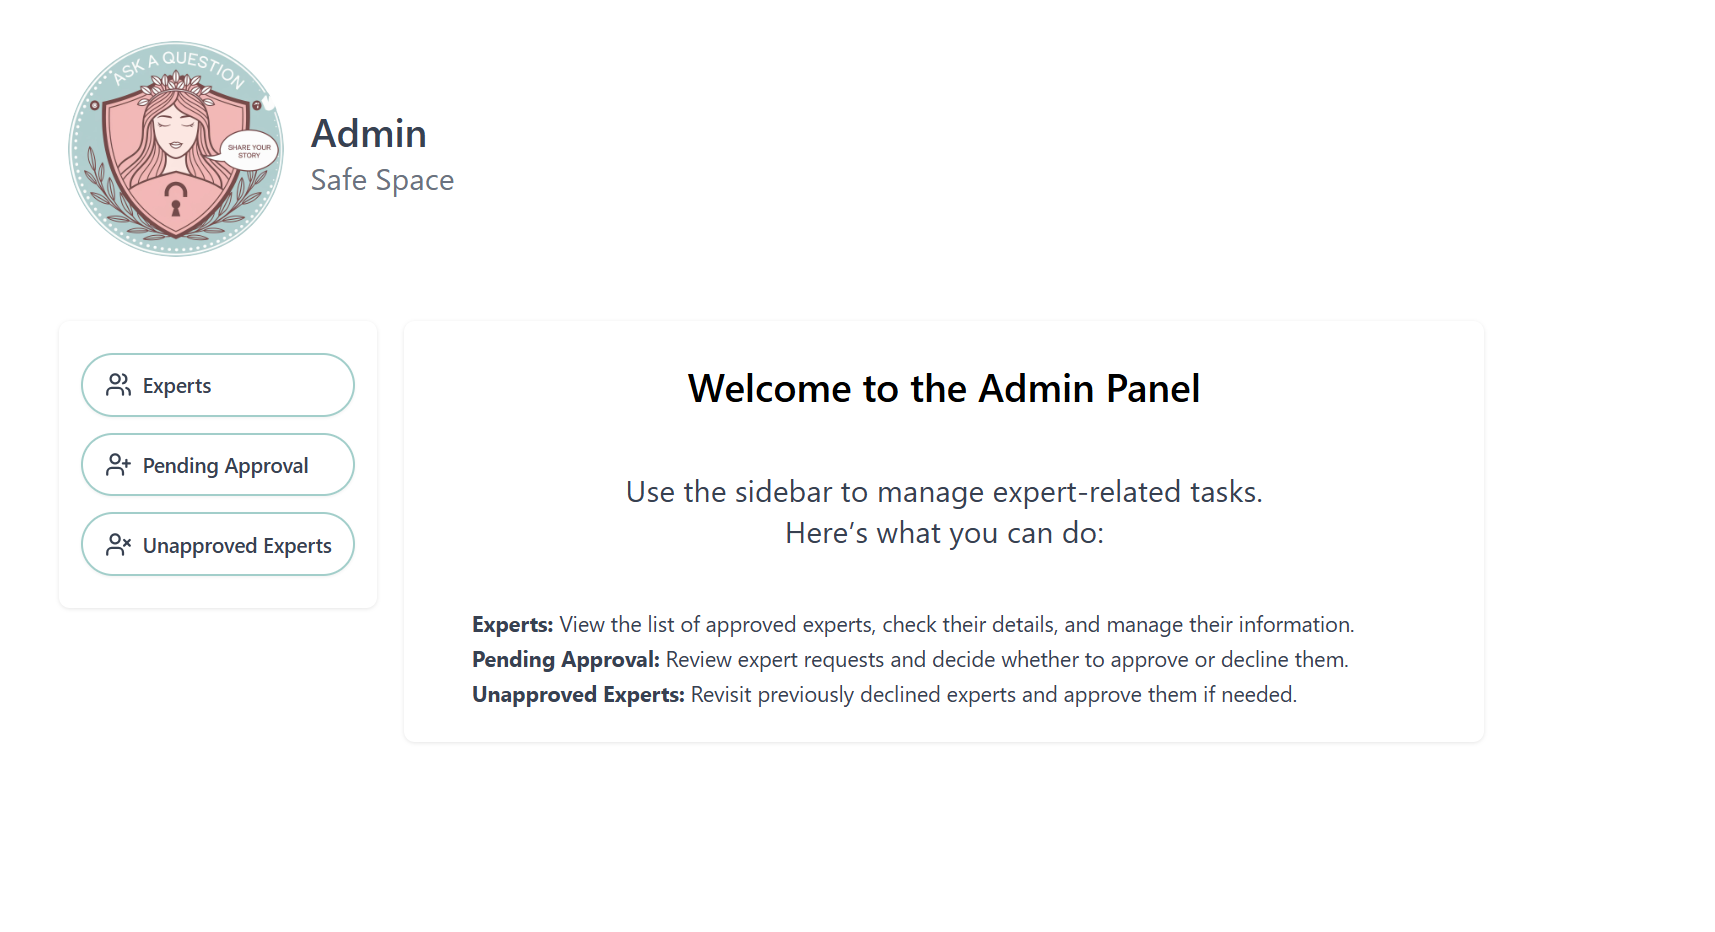 ASK A QUESTION
SHARE YOUR
STORY
Admin
Safe Space
Experts
Pending Approval
Unapproved Experts
Welcome to the Admin Panel
Use the sidebar to manage expert-related tasks.
Here’s what you can do:
Experts: View the list of approved experts, check their details, and manage their information.
Pending Approval: Review expert requests and decide whether to approve or decline them.
Unapproved Experts: Revisit previously declined experts and approve them if needed.